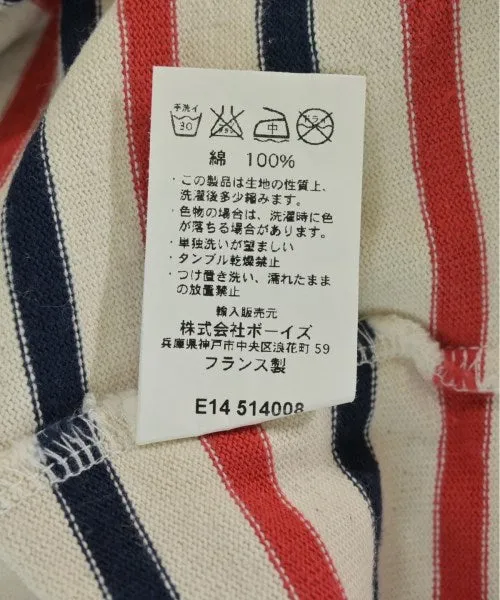 手洗イ
30
エンソサラシ
中
ドライ
綿 100%
・この製品は生地の性質上、
洗濯後多少縮みます。
・色物の場合は、洗濯時に色
が落ちる場合があります。
・単独洗いが望ましい
・タンブル乾燥禁止
・つけ置き洗い、濡れたまま
の放置禁止
輸入販売元
株式会社ボーイズ
兵庫県神戸市中央区浪花町 59
フランス製
E14 514008